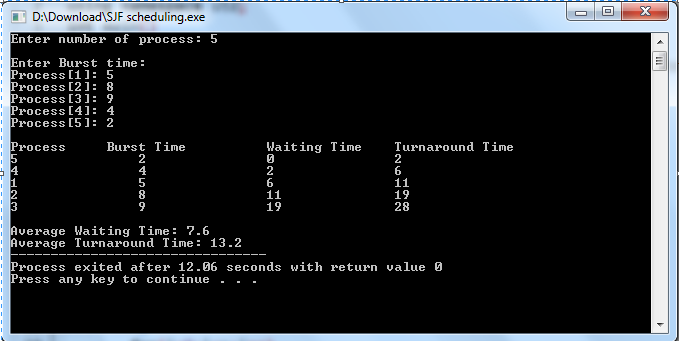 D:\Download\SJF scheduling.exe
Enter number of process: 5
Enter Burst time:
Process[1]: 5
Process[2]: 8
Process[3]: 9
Process[4]: 4
Process[5]: 2
Process Burst Time Waiting Time Turnaround Time
5 2 0 2
4 4 2 6
1 5 6 11
2 8 11 19
3 9 19 28
Average Waiting Time: 7.6
Average Turnaround Time: 13.2
--------------------------------
Process exited after 12.06 seconds with return value 0
Press any key to continue . . .